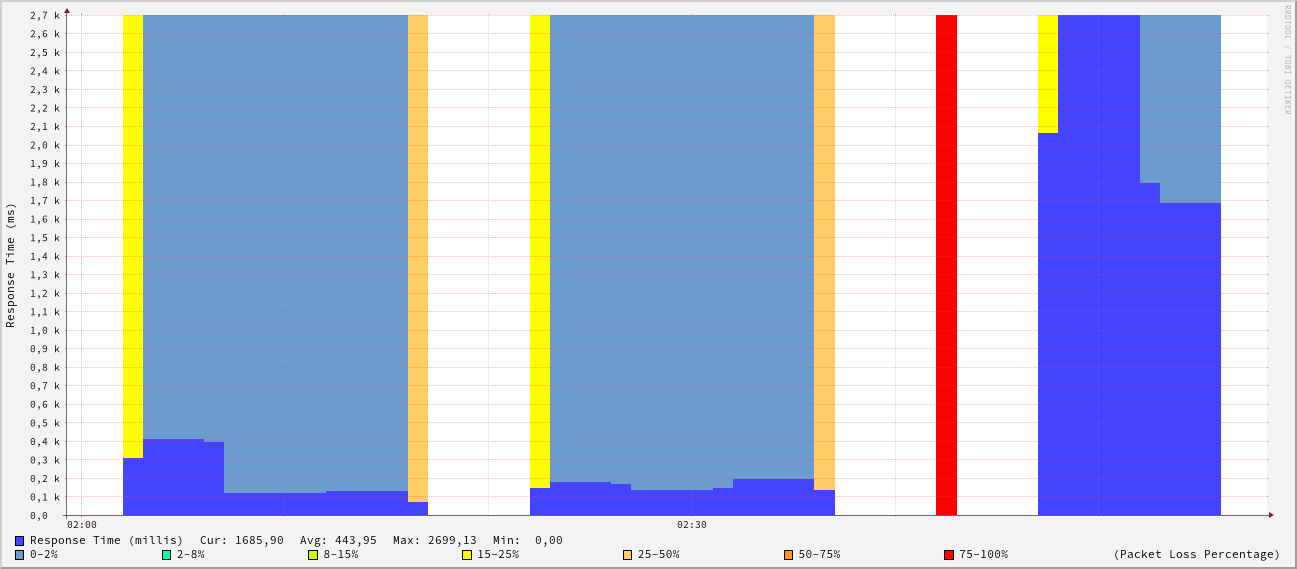 RRDTOOL / TOBI OETIKER
Response Time (ms)
2,7 k
2,6 k
2,5 k
2,4 k
2,3 k
2,2 k
2,1 k
2,0 k
1,9 k
1,8 k
1,7 k
1,6 k
1,5 k
1,4 k
1,3 k
1,2 k
1,1 k
1,0 k
0,9 k
0,8 k
0,7 k
0,6 k
0,5 k
0,4 k
0,3 k
0,2 k
0,1 k
0,0
02:00 02:30
Response Time (millis) Cur: 1685,90 Avg: 443,95 Max: 2699,13 Min: 0,00
0-2% 2-8% 8-15% 15-25% 25-50% 50-75% 75-100% (Packet Loss Percentage)